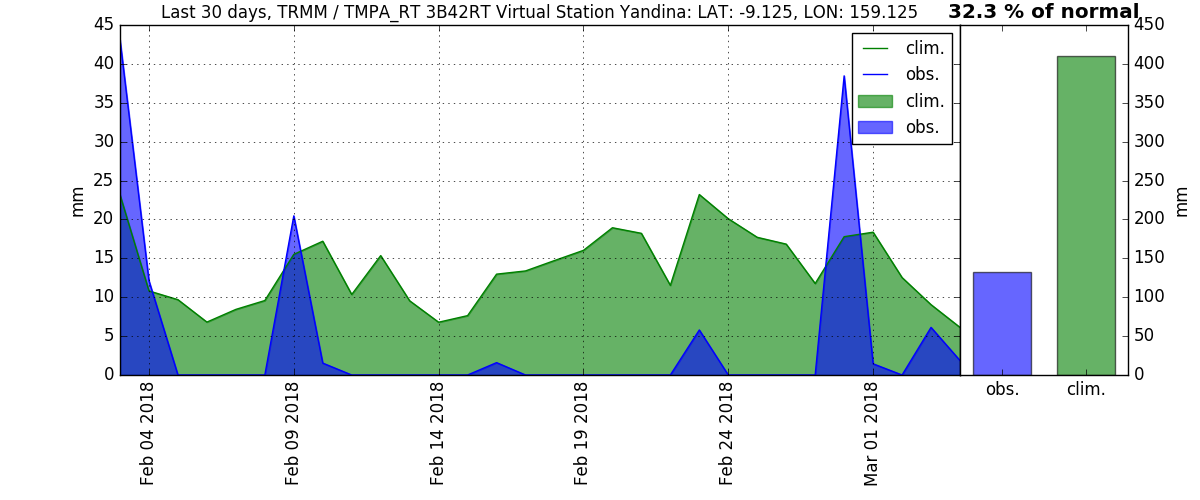 Last 30 days, TRMM / TMPA_RT 3B42RT Virtual Station Yandina: LAT: -9.125, LON: 159.125
32.3 % of normal
45
40
35
30
25
20
15
10
5
0
mm
clim.
obs.
clim.
obs.
Feb 04 2018
Feb 09 2018
Feb 14 2018
Feb 19 2018
Feb 24 2018
Mar 01 2018
450
400
350
300
250
200
150
100
50
0
mm
obs.
clim.